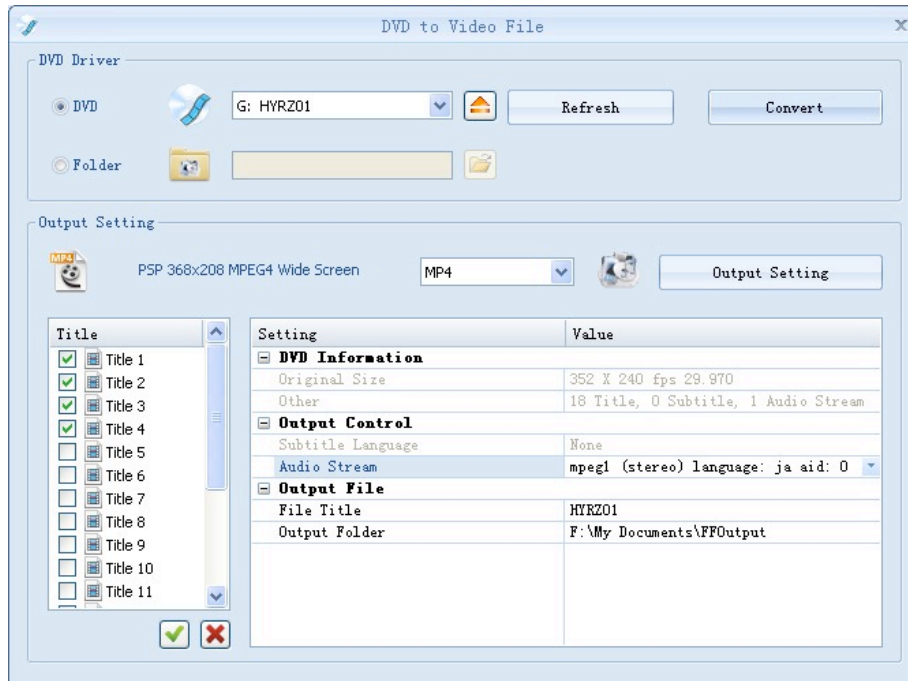 DVD to Video File
DVD Driver
DVD
G: HYRZ01
Refresh
Convert
Folder
Output Setting
MP4
PSP 368x208 MPEG4 Wide Screen
MP4
Output Setting
Title
Title 1
Title 2
Title 3
Title 4
Title 5
Title 6
Title 7
Title 8
Title 9
Title 10
Title 11
Setting Value
DVD Information
Original Size 352 X 240 fps 29.970
Other 18 Title, 0 Subtitle, 1 Audio Stream
Output Control
Subtitle Language None
Audio Stream mpeg1 (stereo) language: ja aid: 0
Output File
File Title HYRZ01
Output Folder F:\My Documents\FFOutput